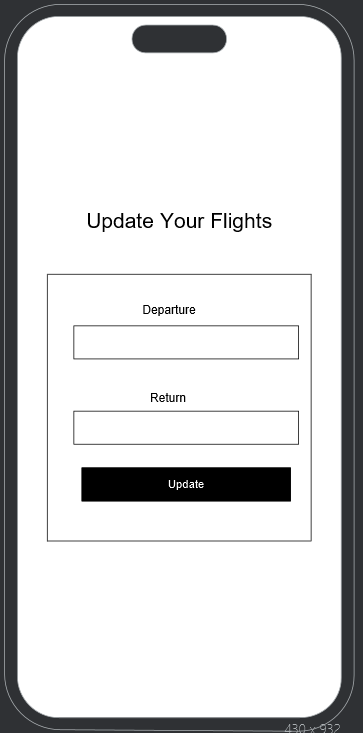 Update Your Flights
Departure
Return
Update
430 x 932